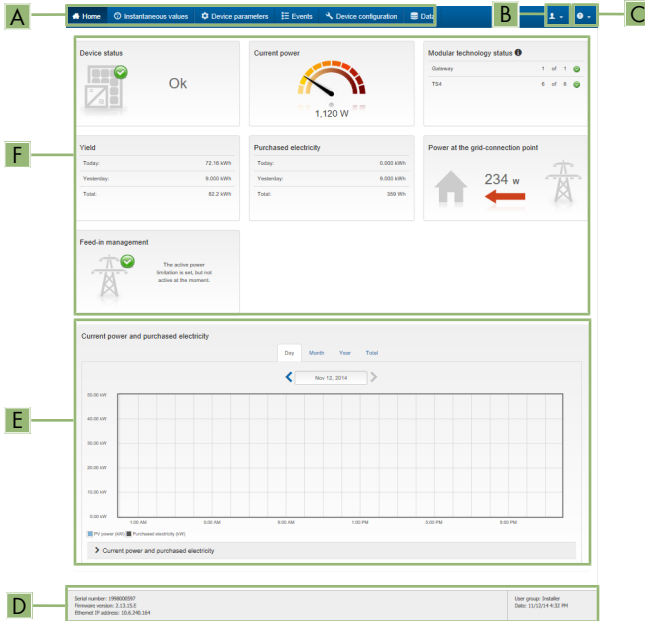 A
Home Instantaneous values Device parameters Events Device configuration Data
B
C
F
Device status
Ok
Current power
1,120 W
Modular technology status
Gateway 1 of 1
TS4 6 of 6
Yield
Today: 72.16 kWh
Yesterday: 9.000 kWh
Total: 82.2 kWh
Purchased electricity
Today: 0.000 kWh
Yesterday: 9.000 kWh
Total: 359 Wh
Power at the grid-connection point
234 W
Feed-in management
The active power
limitation is set, but not
active at the moment.
E
Current power and purchased electricity
Day Month Year Total
Nov 12, 2014
50.00 kW
40.00 kW
30.00 kW
20.00 kW
10.00 kW
0.00 kW
1:00 AM 5:00 AM 9:00 AM 1:00 PM 5:00 PM 9:00 PM
PV power (kW) Purchased electricity (kW)
Current power and purchased electricity
D
Serial number: 1998000597
Firmware version: 2.13.15.E
Ethernet IP address: 10.6.240.164
User group: Installer
Date: 11/12/14 4:32 PM